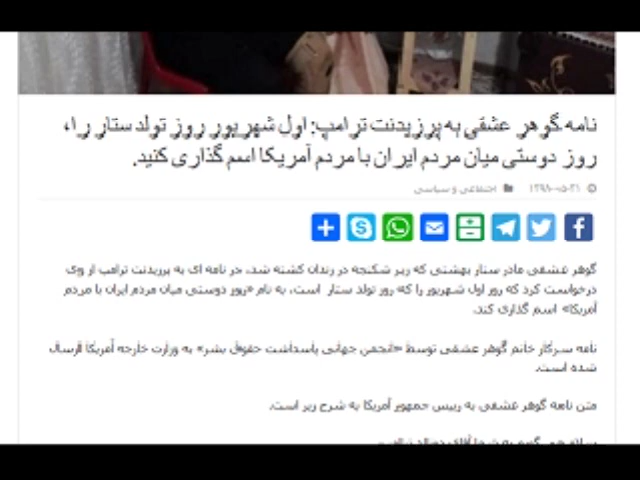 نامه گوهر عشقی به پرزیدنت ترامپ: اول شهریور روز تولد ستار را،
روز دوستی میان مردم ایران با مردم آمریکا اسم گذاری کنید.
۱۳۹۸-۰۵-۳۱ اجتماعی و سیاسی
گوهر عشقی مادر ستار بهشتی که زیر شکنجه در زندان کشته شد، در نامه ای به پرزیدنت ترامپ از وی
درخواست کرد که روز اول شهریور را که روز تولد ستار است، به نام «روز دوستی میان مردم ایران با مردم
آمریکا» اسم گذاری کند.
نامه سرکار خانم گوهر عشقی توسط «انجمن جهانی پاسداشت حقوق بشر» به وزارت خارجه آمریکا ارسال
شده است.
متن نامه گوهر عشقی به رییس جمهور آمریکا به شرح زیر است.